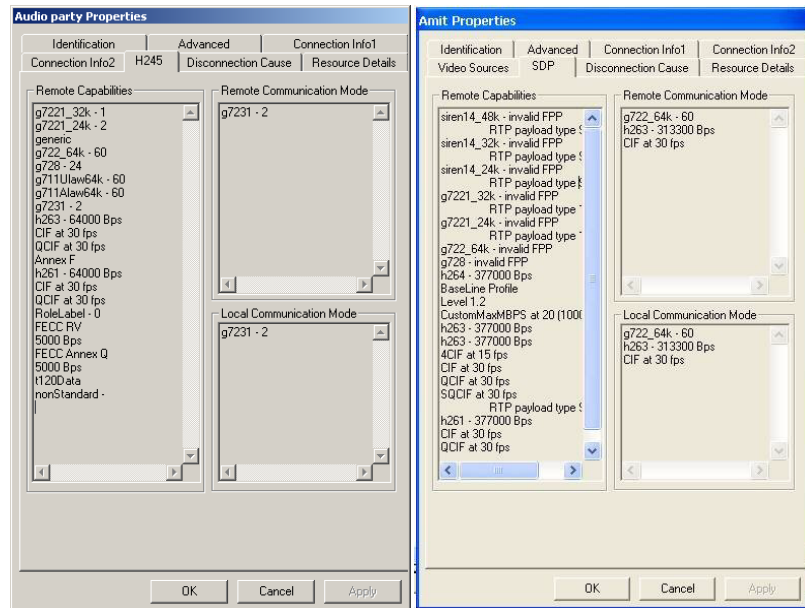 Audio party Properties
Identification
Advanced
Connection Info1
Connection Info2
H245
Disconnection Cause
Resource Details
Remote Capabilities
g7221_32k - 1
g7221_24k - 2
generic
g722_64k - 60
g728 - 24
g711Ulaw64k - 60
g711Alaw64k - 60
g7231 - 2
h263 - 64000 Bps
CIF at 30 fps
QCIF at 30 fps
Annex F
h261 - 64000 Bps
CIF at 30 fps
QCIF at 30 fps
RoleLabel - 0
FECC RV
5000 Bps
FECC Annex Q
5000 Bps
t120Data
nonStandard -
Remote Communication Mode
g7231 - 2
Local Communication Mode
g7231 - 2
OK
Cancel
Apply
Amit Properties
Identification
Advanced
Connection Info1
Connection Info2
Video Sources
SDP
Disconnection Cause
Resource Details
Remote Capabilities
siren14_48k - invalid FPP
RTP payload type
siren14_32k - invalid FPP
RTP payload type
siren14_24k - invalid FPP
RTP payload type
g7221_32k - invalid FPP
RTP payload type
g7221_24k - invalid FPP
RTP payload type
g722_64k - invalid FPP
g728 - invalid FPP
h264 - 377000 Bps
BaseLine Profile
Level 1.2
CustomMaxMBPS at 20 (100
h263 - 377000 Bps
h263 - 377000 Bps
4CIF at 15 fps
CIF at 30 fps
QCIF at 30 fps
SQCIF at 30 fps
RTP payload type
h261 - 377000 Bps
CIF at 30 fps
QCIF at 30 fps
Remote Communication Mode
g722_64k - 60
h263 - 313300 Bps
CIF at 30 fps
Local Communication Mode
g722_64k - 60
h263 - 313300 Bps
CIF at 30 fps
OK
Cancel
Apply